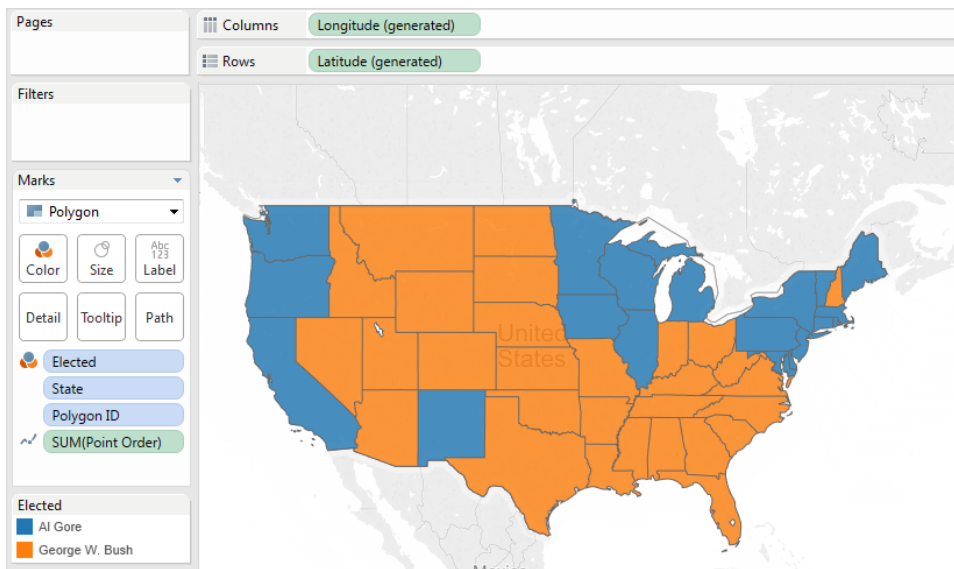 Pages
Columns
Longitude (generated)
Rows
Latitude (generated)
Filters
Marks
Polygon
Color
Size
Abc
123
Label
Detail
Tooltip
Path
Elected
State
Polygon ID
SUM(Point Order)
Elected
Al Gore
George W. Bush
United
States
Mexico